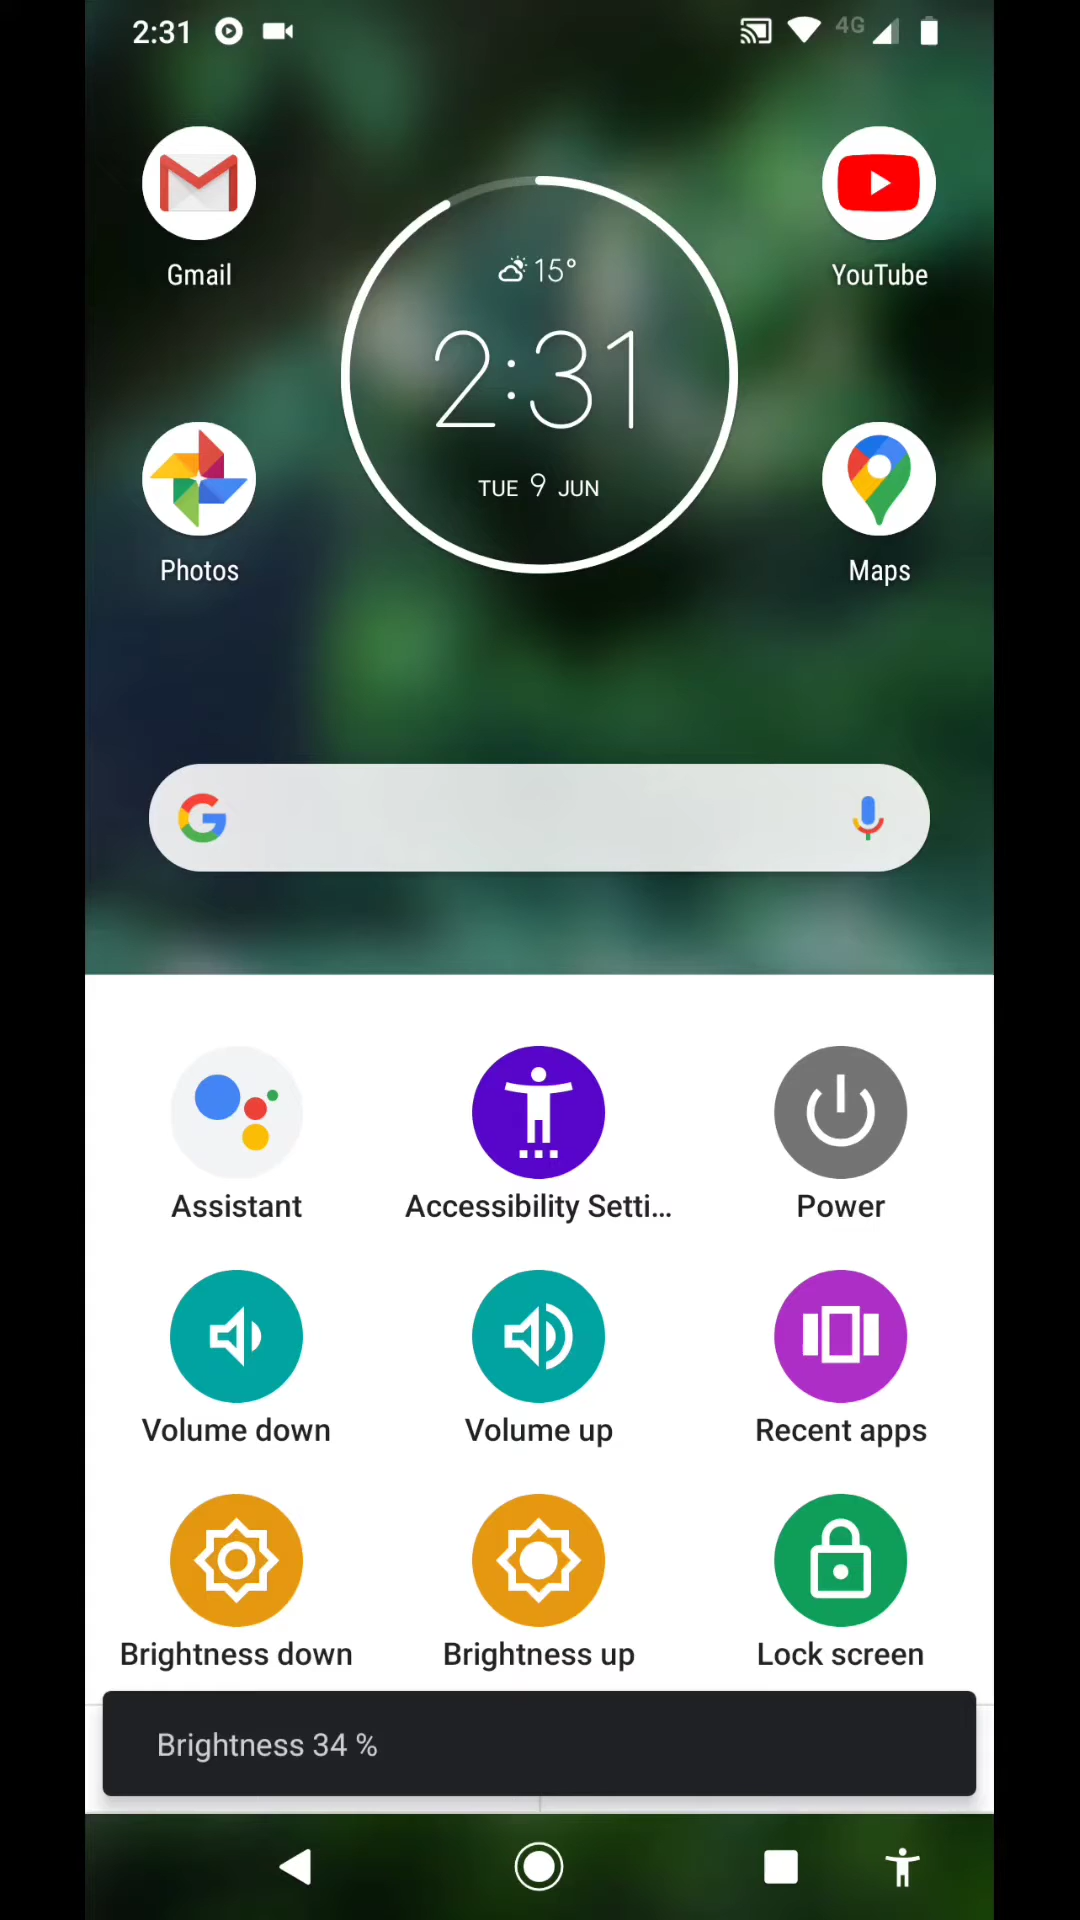 2:31
4G
Gmail
YouTube
15°
2:31
TUE 9 JUN
Photos
Maps
Assistant
Accessibility Setti...
Power
Volume down
Volume up
Recent apps
Brightness down
Brightness up
Lock screen
Brightness 34 %